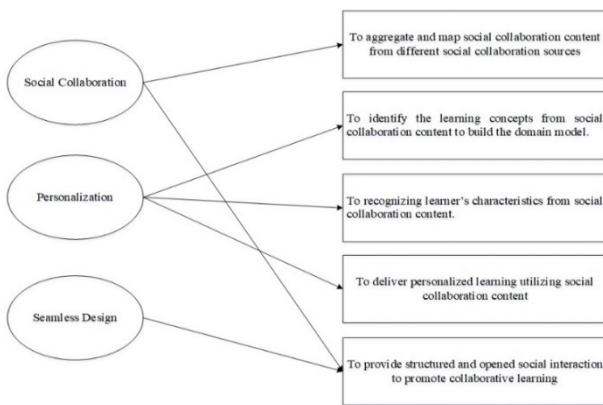 Social Collaboration
Personalization
Seamless Design
To aggregate and map social collaboration content
from different social collaboration sources
To identify the learning concepts from social
collaboration content to build the domain model.
To recognizing learner's characteristics from social
collaboration content.
To deliver personalized learning utilizing social
collaboration content
To provide structured and opened social interaction
to promote collaborative learning